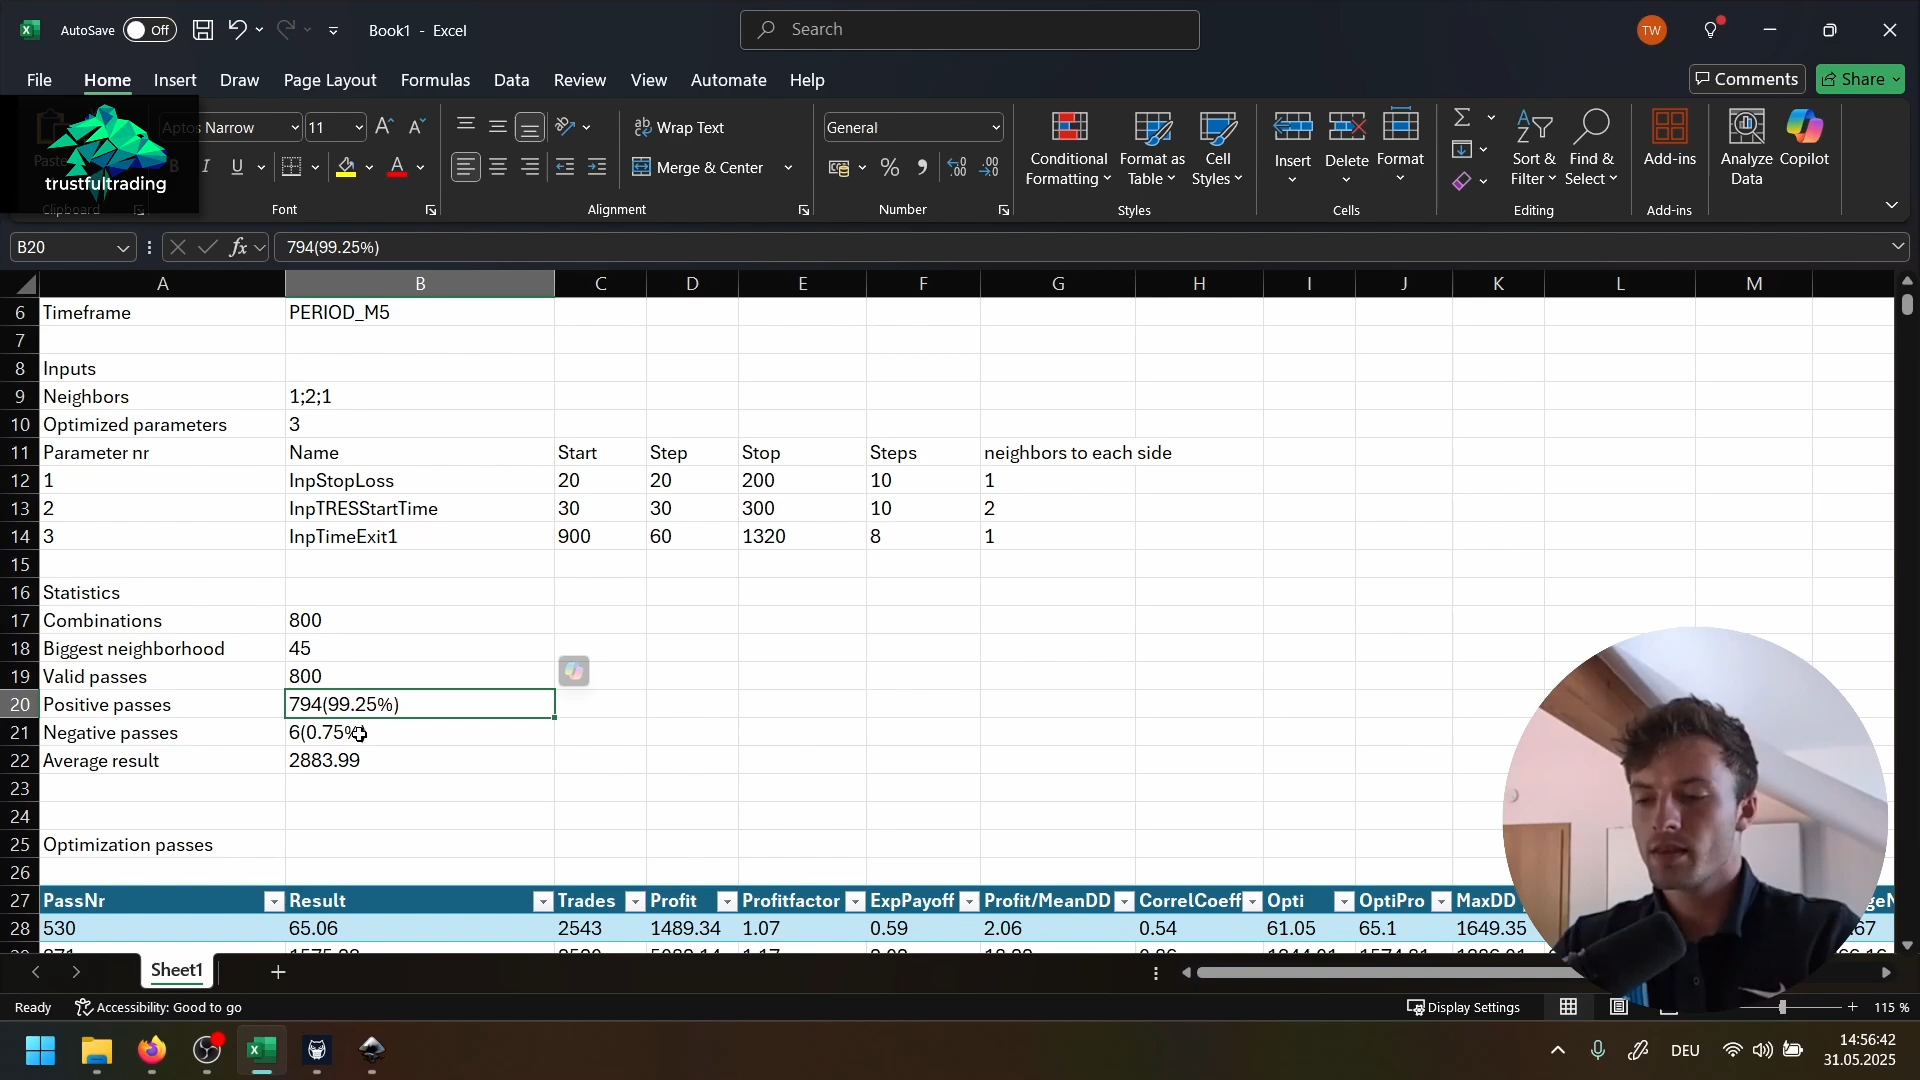 AutoSave Off Book1 - Excel Search TW
File Home Insert Draw Page Layout Formulas Data Review View Automate Help Comments Share
Narrow 11 Wrap Text General Conditional Formatting Format as Table Cell Styles Insert Delete Format Sort & Filter Find & Select Add-ins Analyze Data Copilot
I U A Merge & Center
trustfultrading
Font Alignment Number Styles Cells Editing Add-ins
B20 fx 794(99.25%)
A B C D E F G H I J K L M
6 Timeframe PERIOD_M5
7
8 Inputs
9 Neighbors 1;2;1
10 Optimized parameters 3
11 Parameter nr Name Start Step Stop Steps neighbors to each side
12 1 InpStopLoss 20 20 200 10 1
13 2 InpTRESStartTime 30 30 300 10 2
14 3 InpTimeExit1 900 60 1320 8 1
15
16 Statistics
17 Combinations 800
18 Biggest neighborhood 45
19 Valid passes 800
20 Positive passes 794(99.25%)
21 Negative passes 6(0.75%
22 Average result 2883.99
23
24
25 Optimization passes
26
27 PassNr Result Trades Profit Profitfactor ExpPayoff Profit/MeanDD CorrelCoeff Opti OptiPro MaxDD
28 530 65.06 2543 1489.34 1.07 0.59 2.06 0.54 61.05 65.1 1649.35 .67
Sheet1
Ready Accessibility: Good to go Display Settings 115 %
DEU 14:56:42
31.05.2025